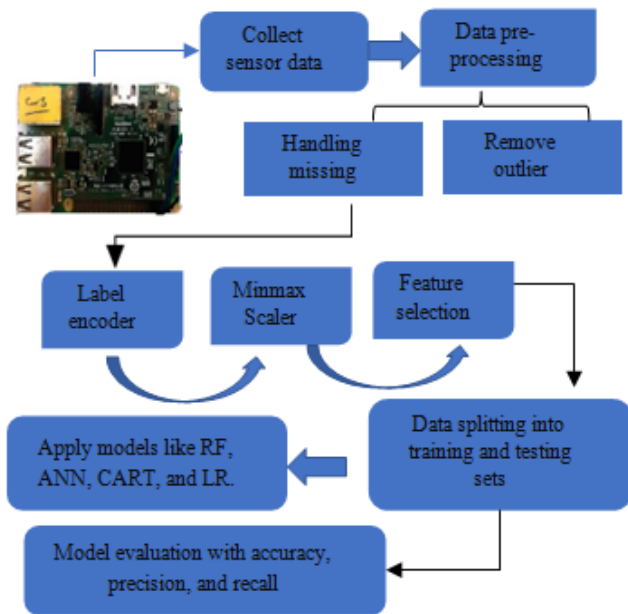 Collect
sensor data
Data pre-
processing
Handling
missing
Remove
outlier
Label
encoder
Minmax
Scaler
Feature
selection
Data splitting into
training and testing
sets
Apply models like RF,
ANN, CART, and LR.
Model evaluation with accuracy,
precision, and recall